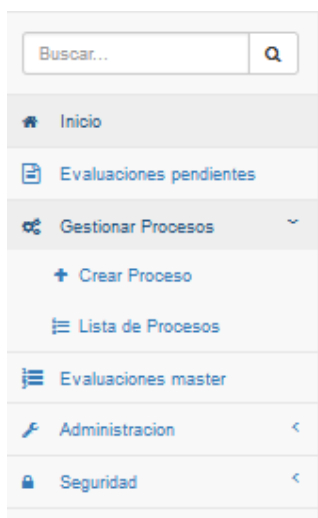 Buscar...
Inicio
Evaluaciones pendientes
Gestionar Procesos
Crear Proceso
Lista de Procesos
Evaluaciones master
Administracion
Seguridad